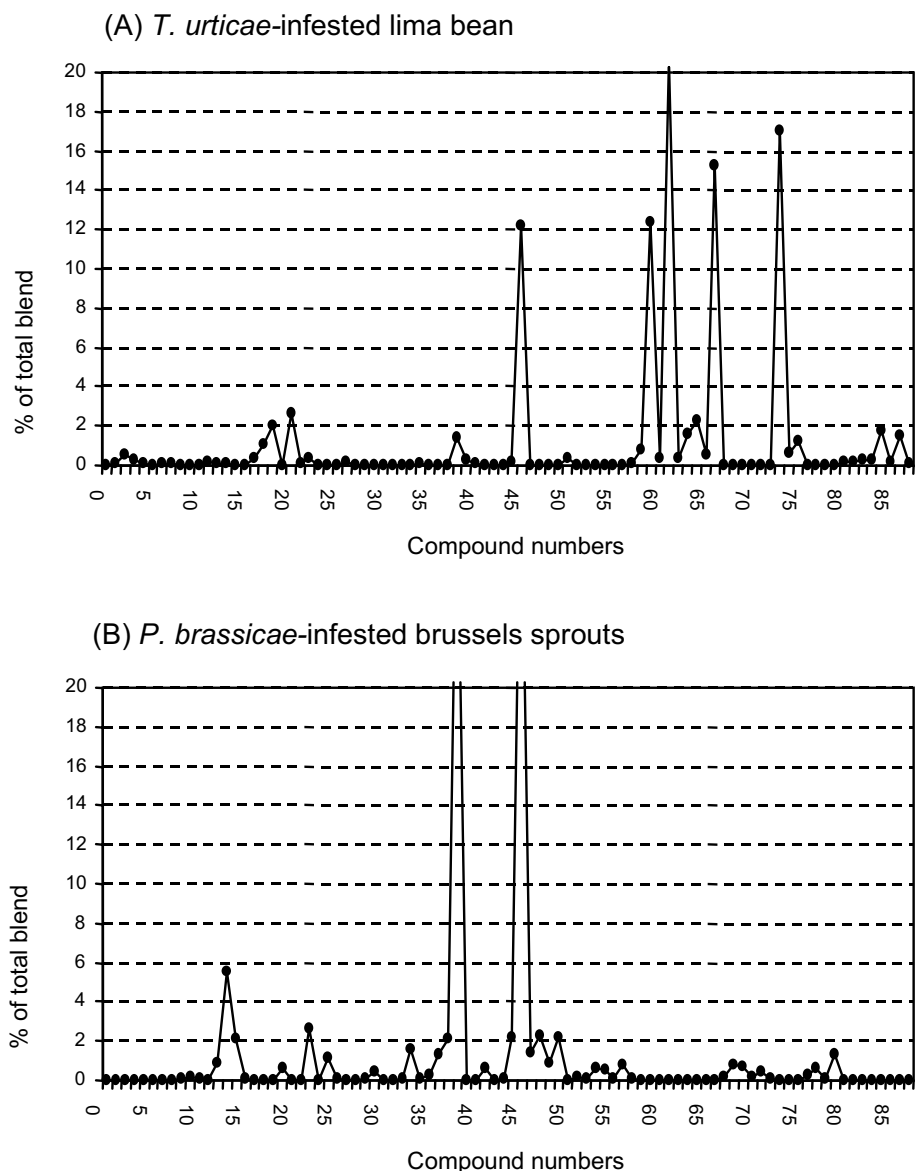 (A) T. urticae-infested lima bean
% of total blend
20
18
16
14
12
10
8
6
4
2
0
0 5 10 15 20 25 30 35 40 45 50 55 60 65 70 75 80 85
Compound numbers
(B) P. brassicae-infested brussels sprouts
% of total blend
20
18
16
14
12
10
8
6
4
2
0
0 5 10 15 20 25 30 35 40 45 50 55 60 65 70 75 80 85
Compound numbers